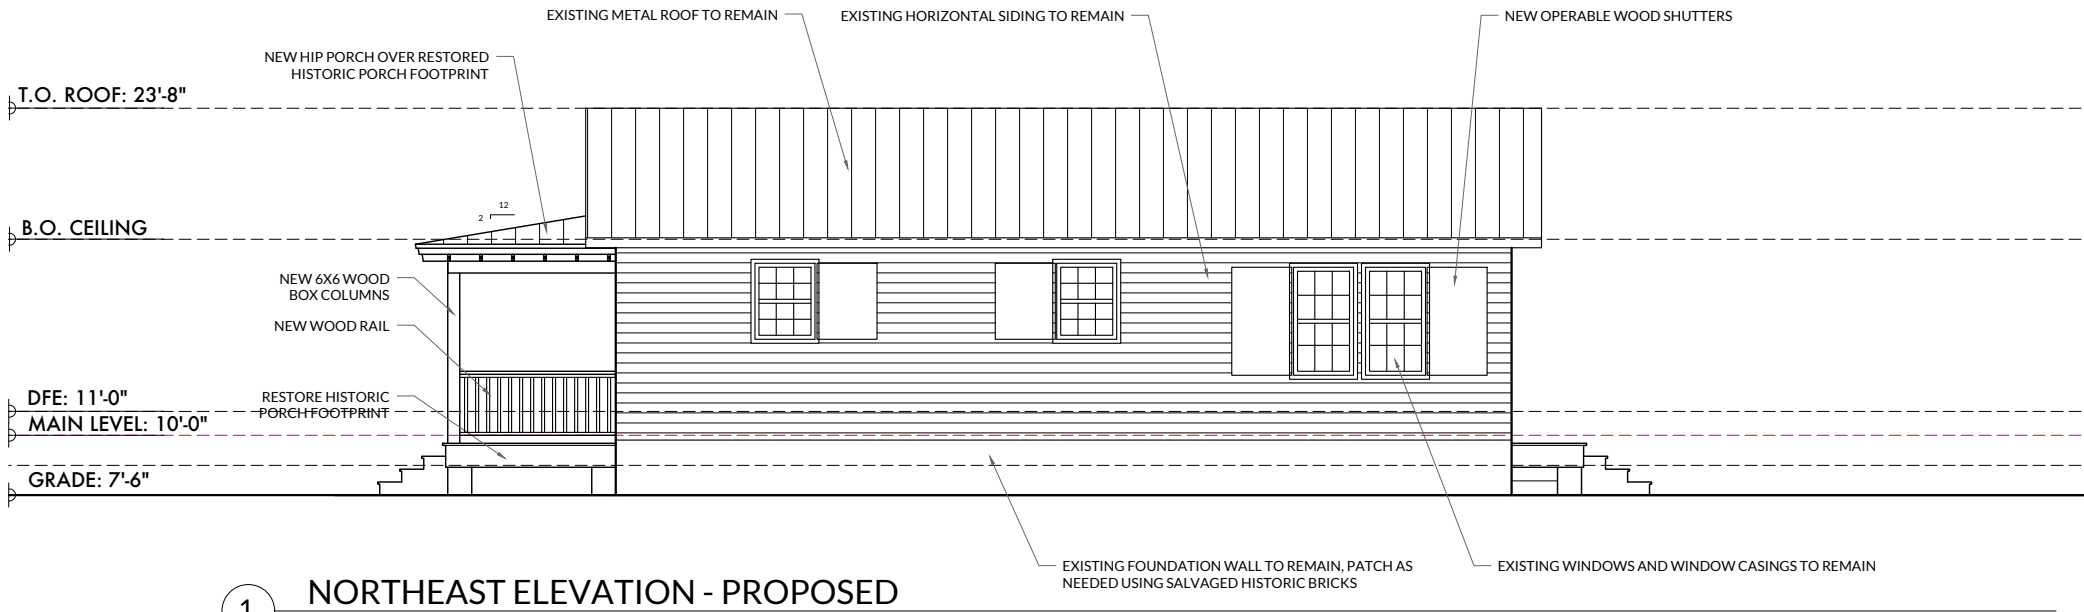 EXISTING METAL ROOF TO REMAIN
EXISTING HORIZONTAL SIDING TO REMAIN
NEW OPERABLE WOOD SHUTTERS
NEW HIP PORCH OVER RESTORED
HISTORIC PORCH FOOTPRINT
T.O. ROOF: 23'-8"
12
2
B.O. CEILING
NEW 6X6 WOOD
BOX COLUMNS
NEW WOOD RAIL
DFE: 11'-0"
RESTORE HISTORIC
PORCH FOOTPRINT
MAIN LEVEL: 10'-0"
GRADE: 7'-6"
EXISTING FOUNDATION WALL TO REMAIN, PATCH AS
NEEDED USING SALVAGED HISTORIC BRICKS
EXISTING WINDOWS AND WINDOW CASINGS TO REMAIN
1
NORTHEAST ELEVATION - PROPOSED